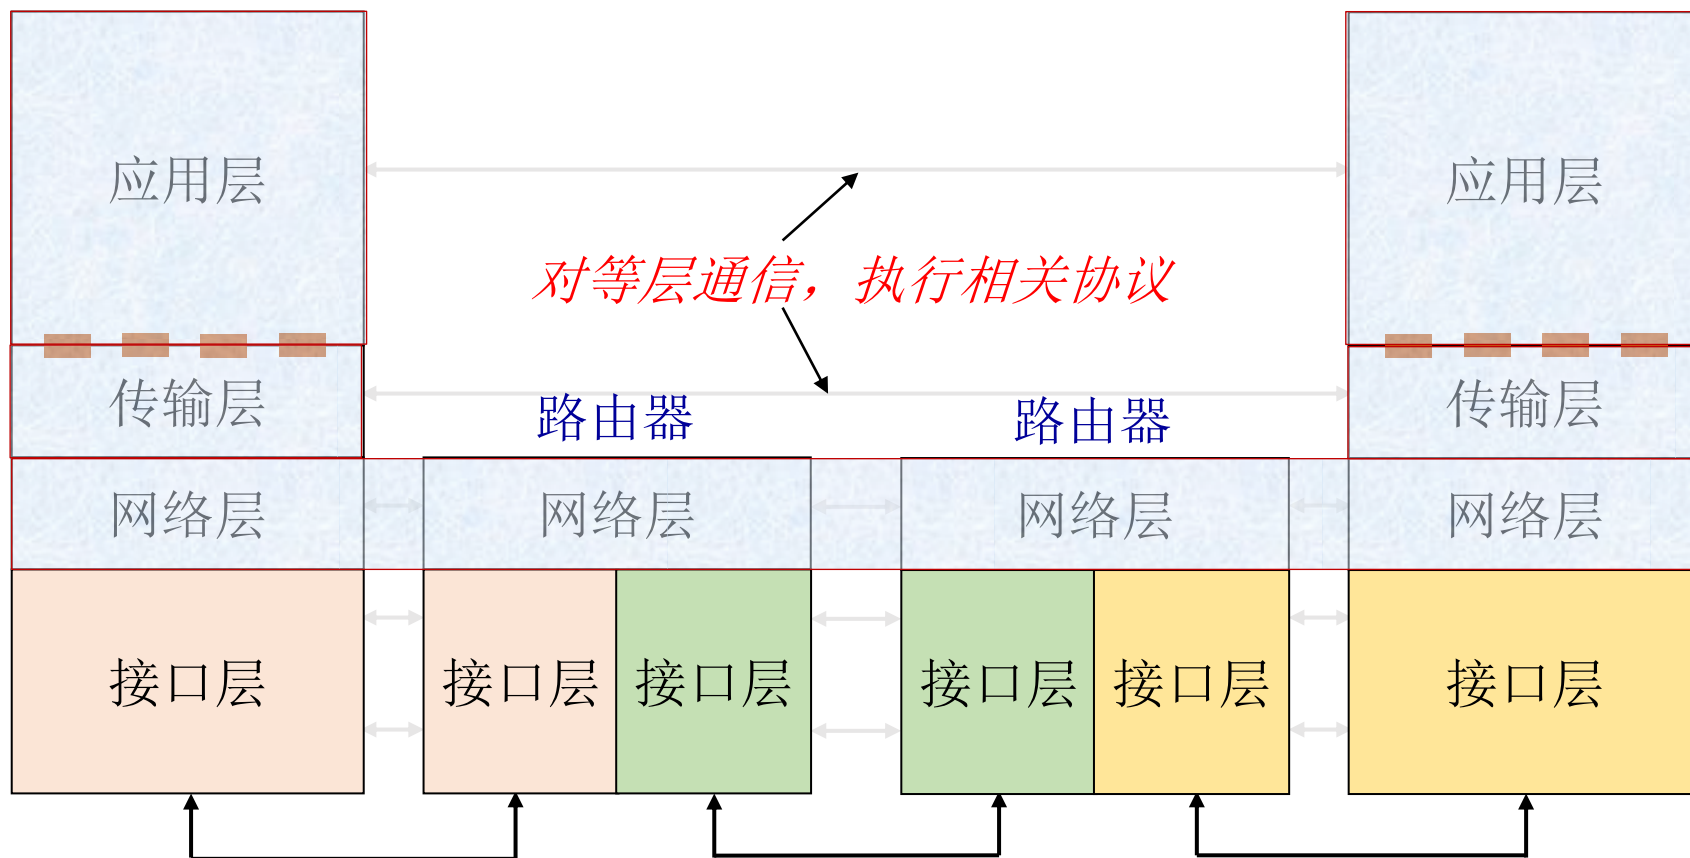 应用层
应用层
对等层通信，执行相关协议
传输层
路由器
路由器
传输层
网络层
网络层
网络层
网络层
接口层
接口层
接口层
接口层
接口层
接口层